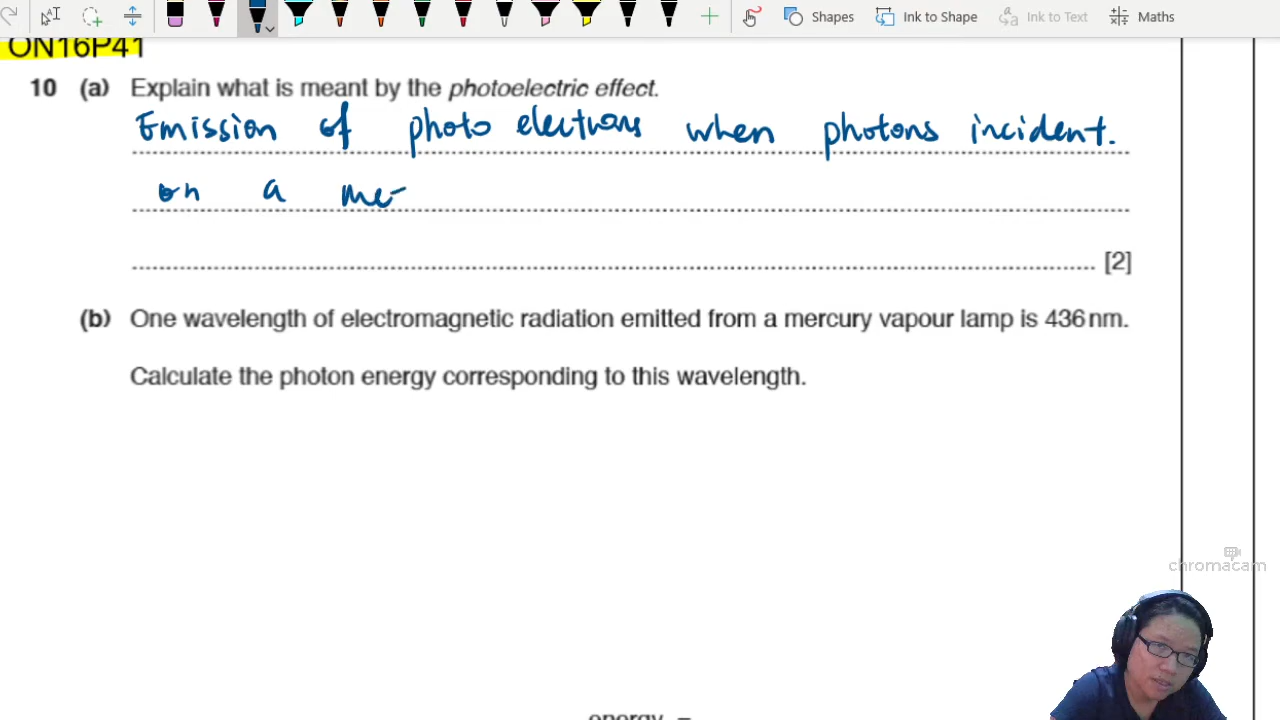 Shapes Ink to Shape Ink to Text Maths
ON16P41
10 (a) Explain what is meant by the photoelectric effect.
Emission of photo electrons when photons incident.
on a me
[2]
(b) One wavelength of electromagnetic radiation emitted from a mercury vapour lamp is 436 nm.
Calculate the photon energy corresponding to this wavelength.
chromacam
energy =